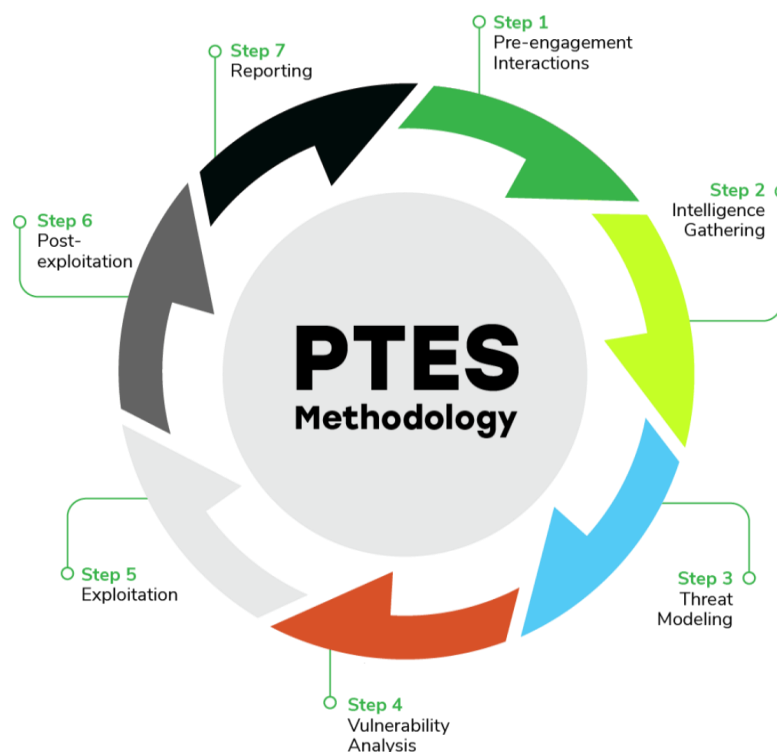 Step 1
Pre-engagement
Interactions
Step 2
Intelligence
Gathering
Step 3
Threat
Modeling
Step 4
Vulnerability
Analysis
Step 5
Exploitation
Step 6
Post-
exploitation
Step 7
Reporting
PTES
Methodology